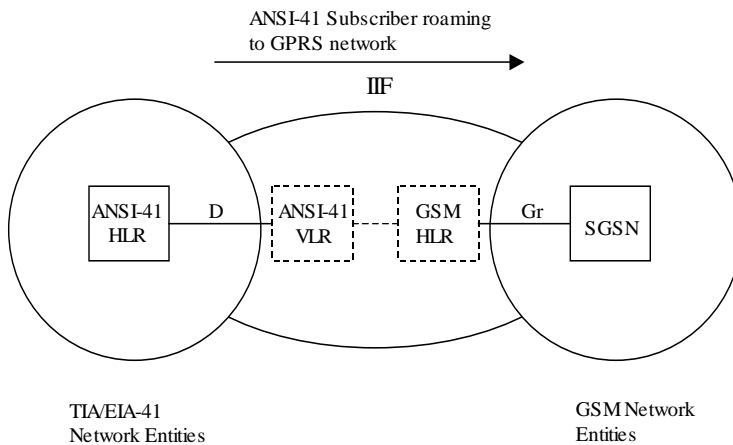 ANSI-41 Subscriber roaming
to GPRS network
IIF
ANSI-41
HLR
D
ANSI-41
VLR
GSM
HLR
Gr
SGSN
TIA/EIA-41
Network Entities
GSM Network
Entities